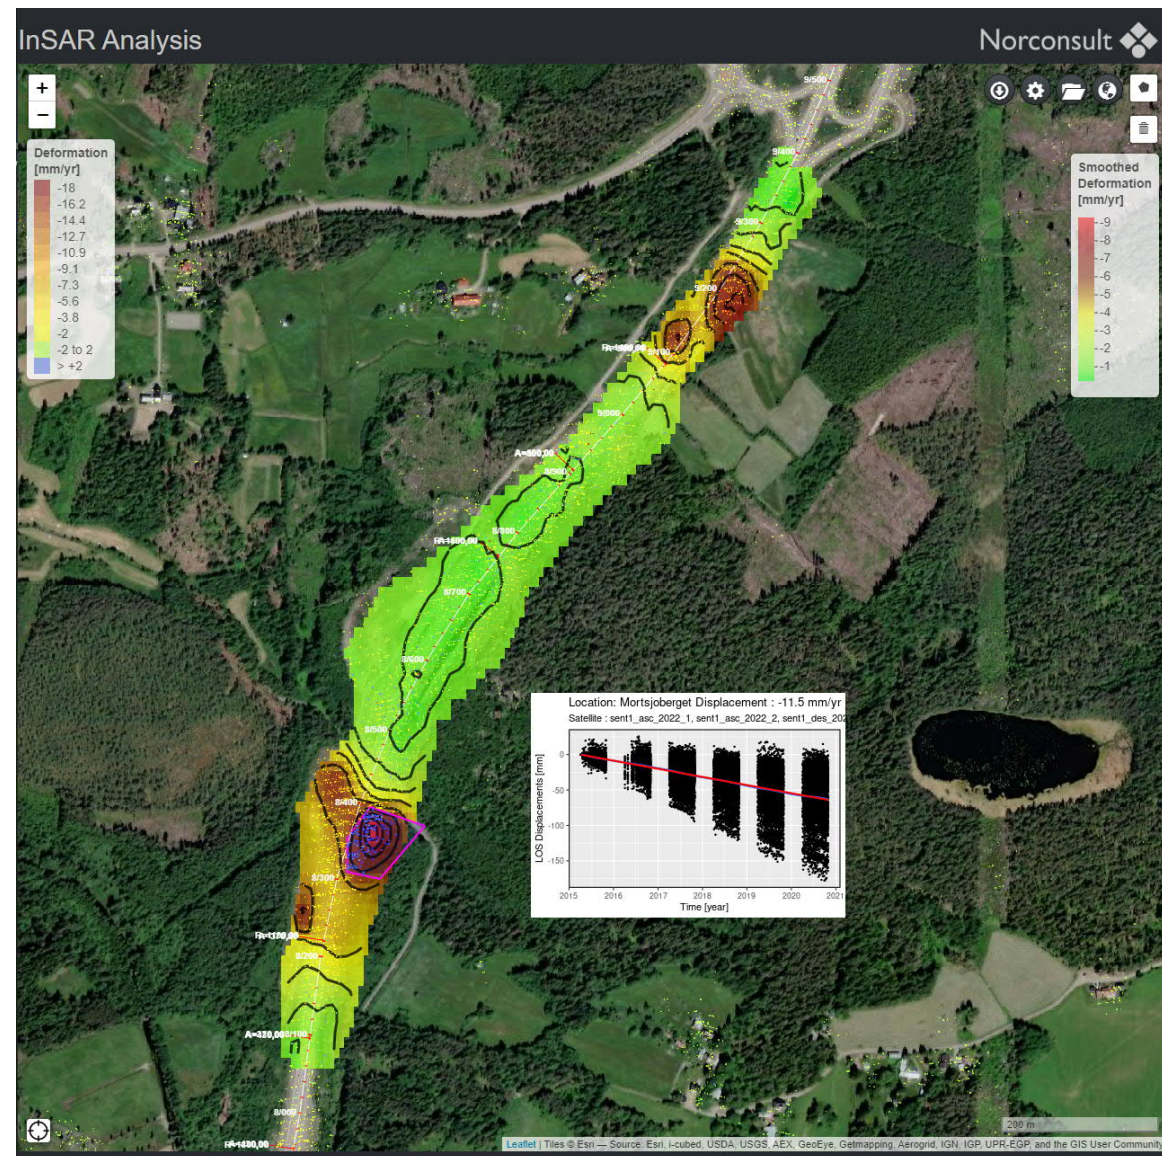 InSAR Analysis
Norconsult
+
−
Deformation
[mm/yr]
-18
-16.2
-14.4
-12.7
-10.9
-9.1
-7.3
-5.6
-3.8
-2
-2 to 2
> +2
Smoothed
Deformation
[mm/yr]
-9
-8
-7
-6
-5
-4
-3
-2
-1
9/500
9/400
9/300
9/200
9/100
9/000
A=400,00
8/900
8/800
8/700
8/600
8/500
8/400
8/300
8/200
8/100
8/000
Location: Mortsjoberget Displacement : -11.5 mm/yr
Satellite : sent1_asc_2022_1, sent1_asc_2022_2, sent1_des_202
LOS Displacements [mm]
0
-50
-100
-150
2015 2016 2017 2018 2019 2020 2021
Time [year]
200 m
Leaflet | Tiles © Esri — Source: Esri, i-cubed, USDA, USGS, AEX, GeoEye, Getmapping, Aerogrid, IGN, IGP, UPR-EGP, and the GIS User Community